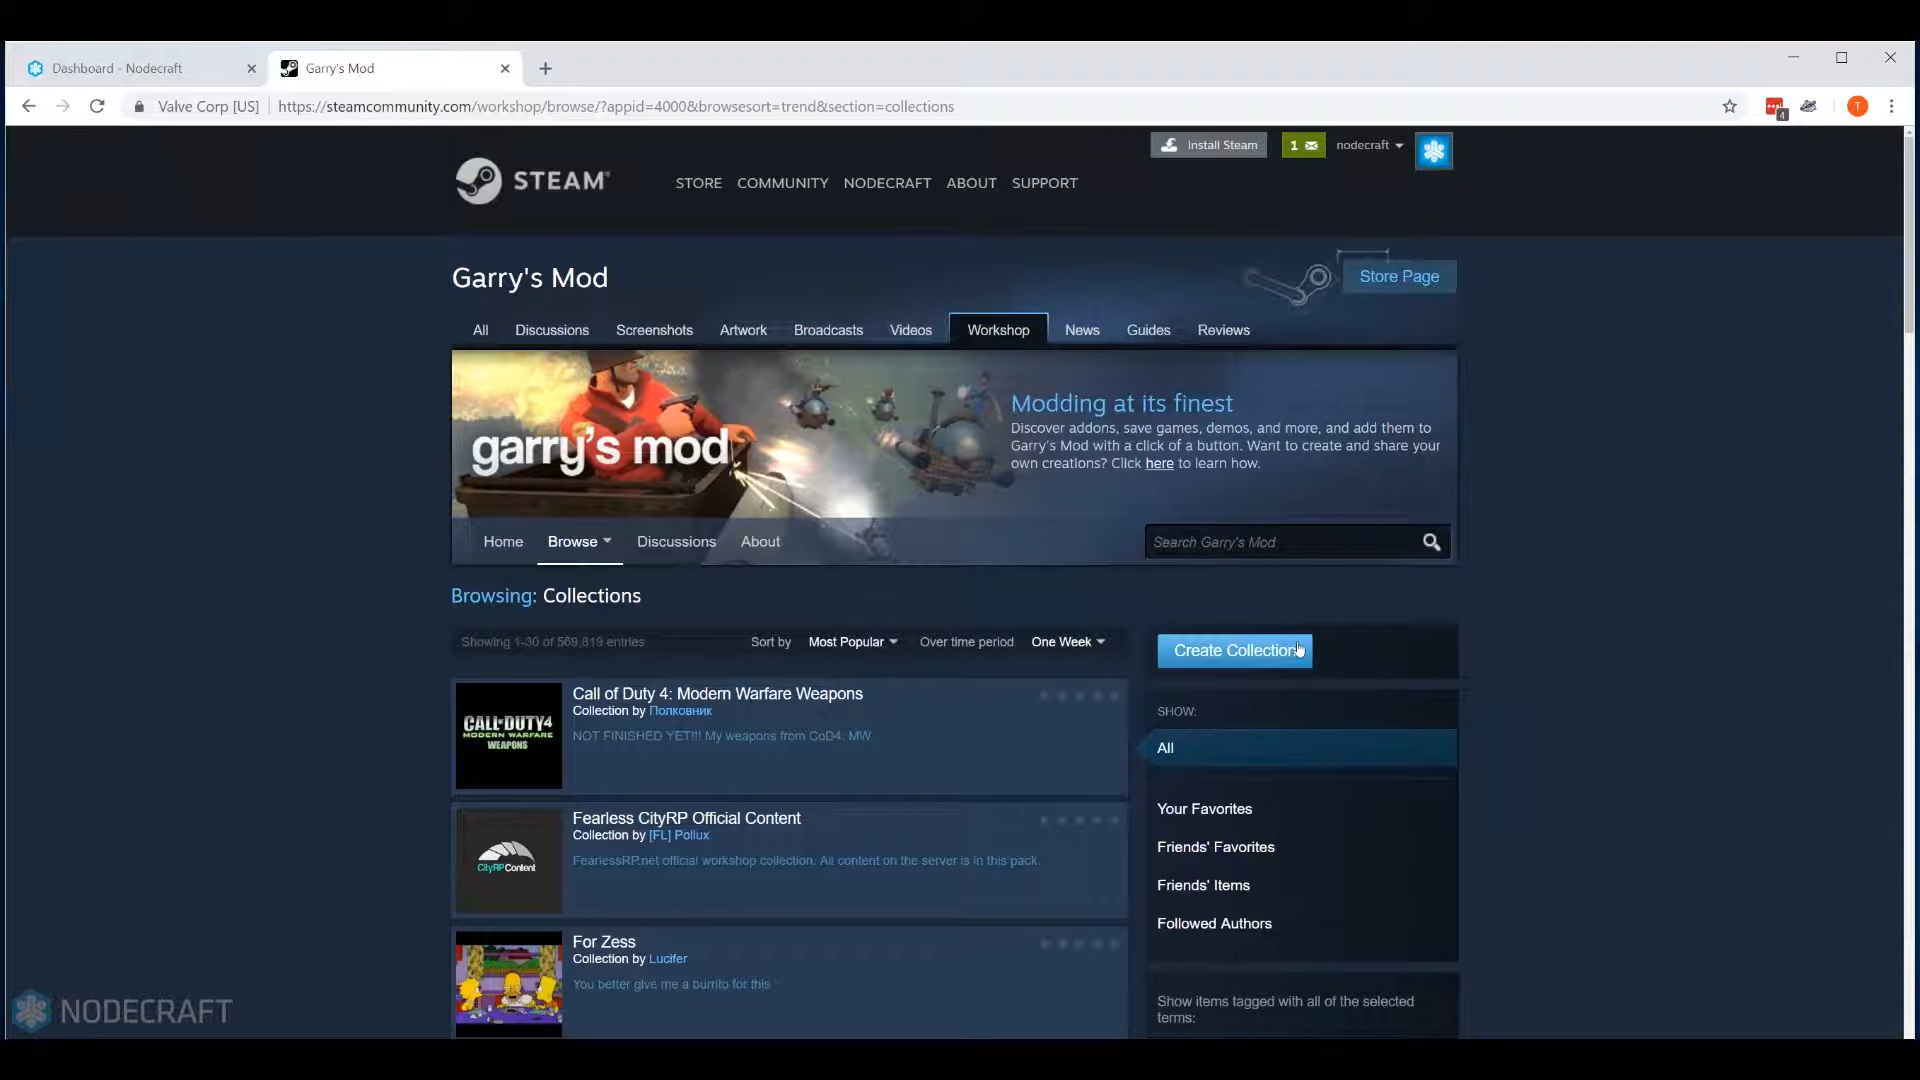 Dashboard - Nodecraft
Garry's Mod
Valve Corp [US] https://steamcommunity.com/workshop/browse/?appid=4000&browsesort=trend&section=collections
4
T
Install Steam
1
nodecraft
STEAM
STORE COMMUNITY NODECRAFT ABOUT SUPPORT
Garry's Mod
Store Page
All Discussions Screenshots Artwork Broadcasts Videos Workshop News Guides Reviews
garry's mod
Modding at its finest
Discover addons, save games, demos, and more, and add them to
Garry's Mod with a click of a button. Want to create and share your
own creations? Click here to learn how.
Home Browse Discussions About
Search Garry's Mod
Browsing: Collections
Showing 1-30 of 569,819 entries
Sort by Most Popular Over time period One Week
Create Collection
CALL OF DUTY 4
MODERN WARFARE
WEAPONS
Call of Duty 4: Modern Warfare Weapons
Collection by Полковник
NOT FINISHED YET!!! My weapons from CoD4. MW
SHOW:
All
CityRP Content
Fearless CityRP Official Content
Collection by [FL] Pollux
FearlessRP.net official workshop collection. All content on the server is in this pack.
Your Favorites
Friends' Favorites
Friends' Items
Followed Authors
For Zess
Collection by Lucifer
You better give me a burrito for this
Show items tagged with all of the selected
terms:
NODECRAFT